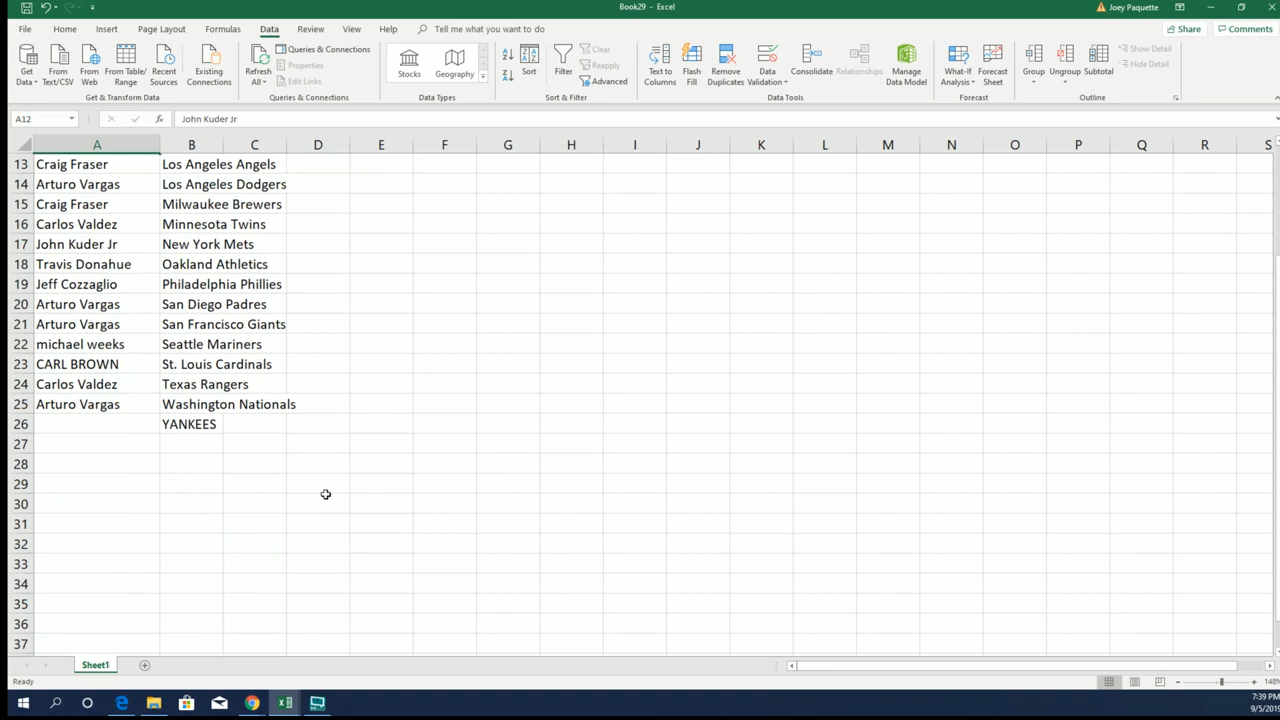 Book29 - Excel
Joey Paquette
File Home Insert Page Layout Formulas Data Review View Help Tell me what you want to do Share Comments
Get Data From Text/CSV From Web From Table/Range Recent Sources Existing Connections
Get & Transform Data
Refresh All Queries & Connections Properties Edit Links
Queries & Connections
Stocks Geography
Data Types
Sort Filter Clear Reapply Advanced
Sort & Filter
Text to Columns Flash Fill Remove Duplicates Data Validation Consolidate Relationships Manage Data Model
Data Tools
What-If Analysis Forecast Sheet
Forecast
Group Ungroup Subtotal Show Detail Hide Detail
Outline
A12 fx John Kuder Jr
A B C D E F G H I J K L M N O P Q R S
13 Craig Fraser Los Angeles Angels
14 Arturo Vargas Los Angeles Dodgers
15 Craig Fraser Milwaukee Brewers
16 Carlos Valdez Minnesota Twins
17 John Kuder Jr New York Mets
18 Travis Donahue Oakland Athletics
19 Jeff Cozzaglio Philadelphia Phillies
20 Arturo Vargas San Diego Padres
21 Arturo Vargas San Francisco Giants
22 michael weeks Seattle Mariners
23 CARL BROWN St. Louis Cardinals
24 Carlos Valdez Texas Rangers
25 Arturo Vargas Washington Nationals
26 YANKEES
27
28
29
30
31
32
33
34
35
36
37
Sheet1
Ready 148%
7:39 PM
9/5/2019